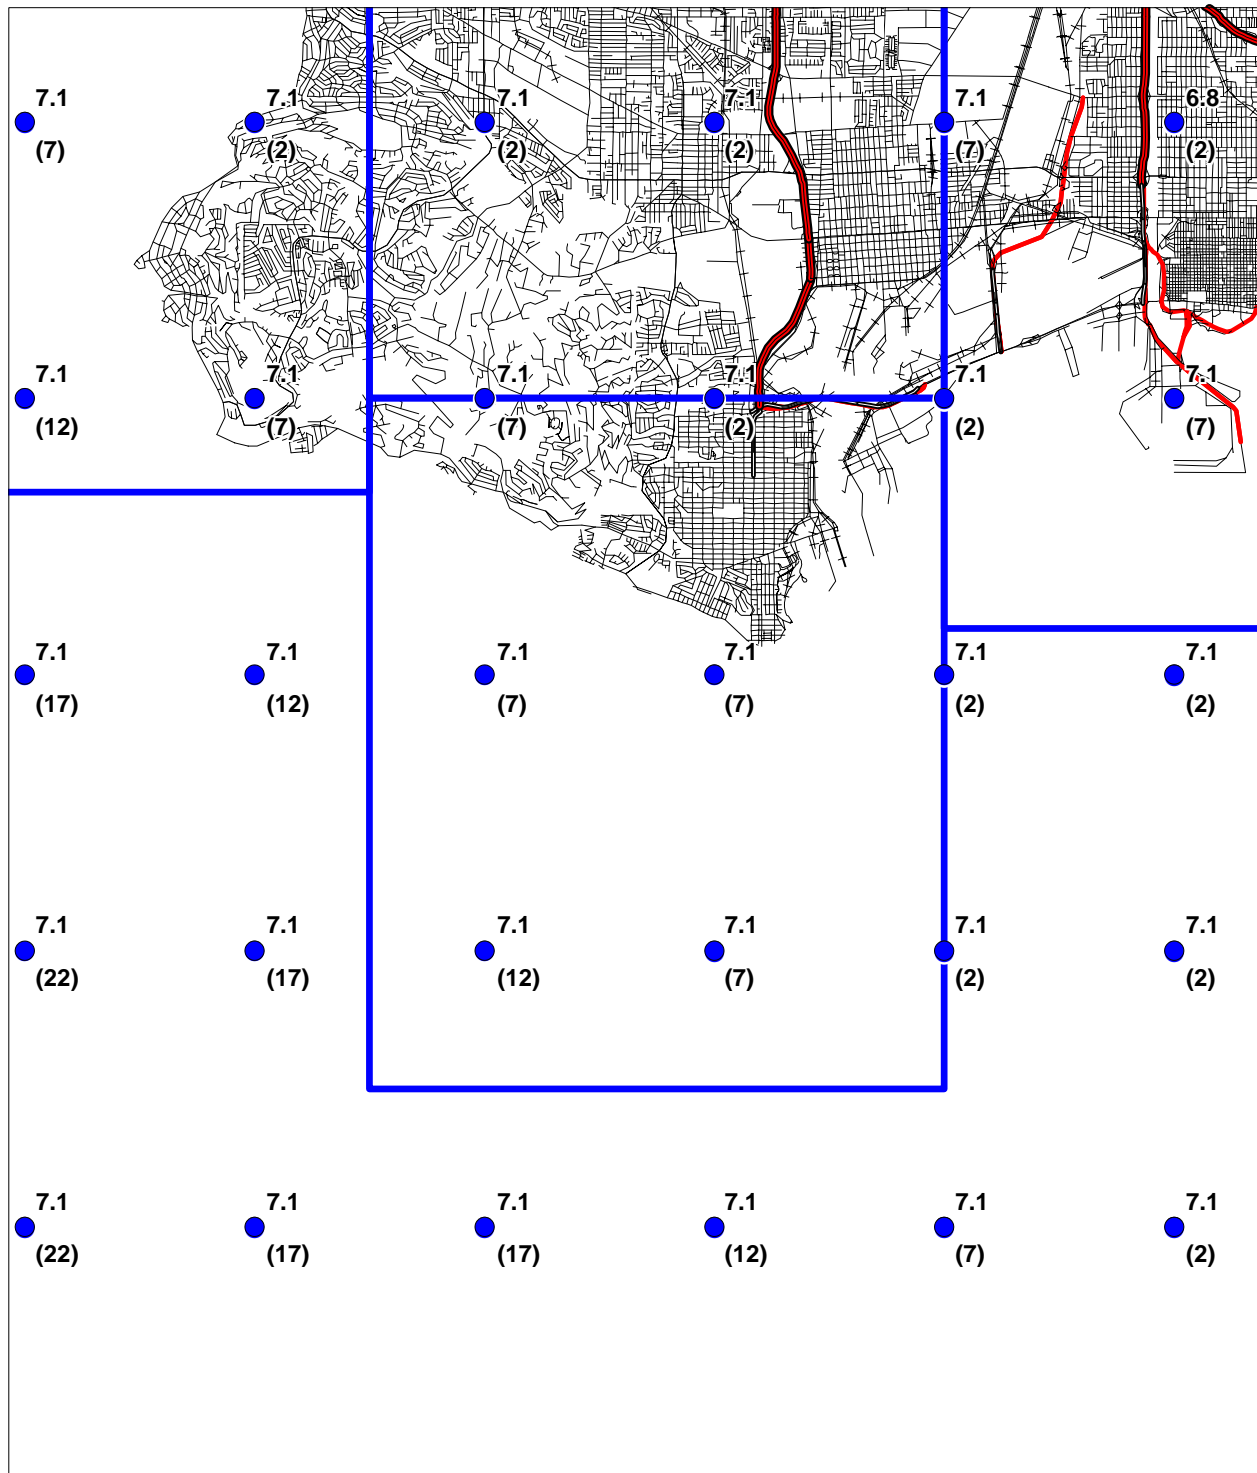 7.1 7.1 7.1 7.1 7.1 6.8
(7) (2) (2) (2) (7) (2)
7.1 7.1 7.1 7.1 7.1 7.1
(12) (7) (7) (2) (2) (7)
7.1 7.1 7.1 7.1 7.1 7.1
(17) (12) (7) (7) (2) (2)
7.1 7.1 7.1 7.1 7.1 7.1
(22) (17) (12) (7) (2) (2)
7.1 7.1 7.1 7.1 7.1 7.1
(22) (17) (17) (12) (7) (2)